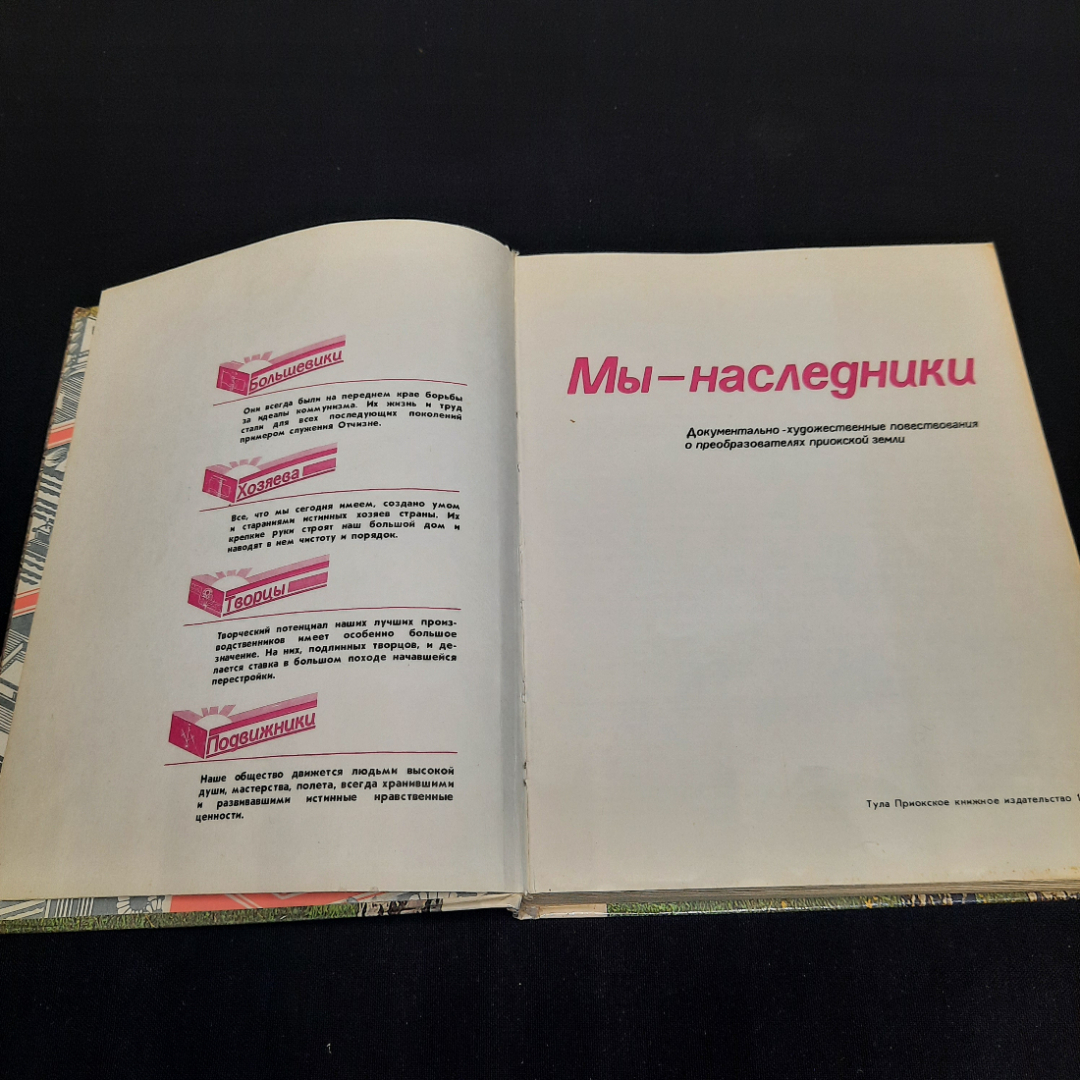 Большевики
Они всегда были на переднем крае борьбы
за идеалы коммунизма. Их жизнь и труд
стали для всех последующих поколений
примером служения Отчизне.
Хозяева
Все, что мы сегодня имеем, создано умом
и стараниями истинных хозяев страны. Их
крепкие руки строят наш большой дом и
наводят в нем чистоту и порядок.
Творцы
Творческий потенциал наших лучших произ-
водственников имеет особенно большое
значение. На них, подлинных творцов, и де-
лается ставка в большом походе начавшейся
перестройки.
Подвижники
Наше общество движется людьми высокой
души, мастерства, полета, всегда хранившими
и развивавшими истинные нравственные
ценности.
Мы–наследники
Документально-художественные повествования
о преобразователях приокской земли
Тула Приокское книжное издательство